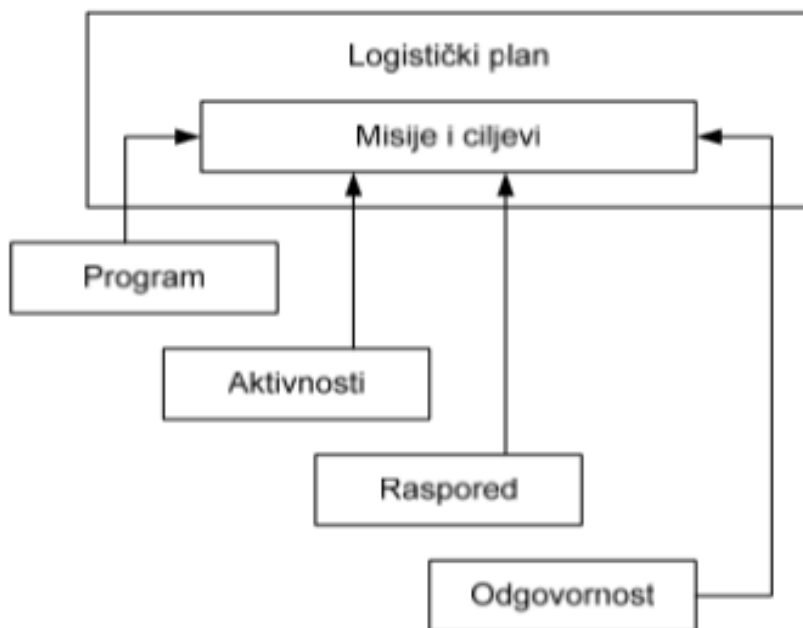 Logistički plan
Misije i ciljevi
Program
Aktivnosti
Raspored
Odgovornost